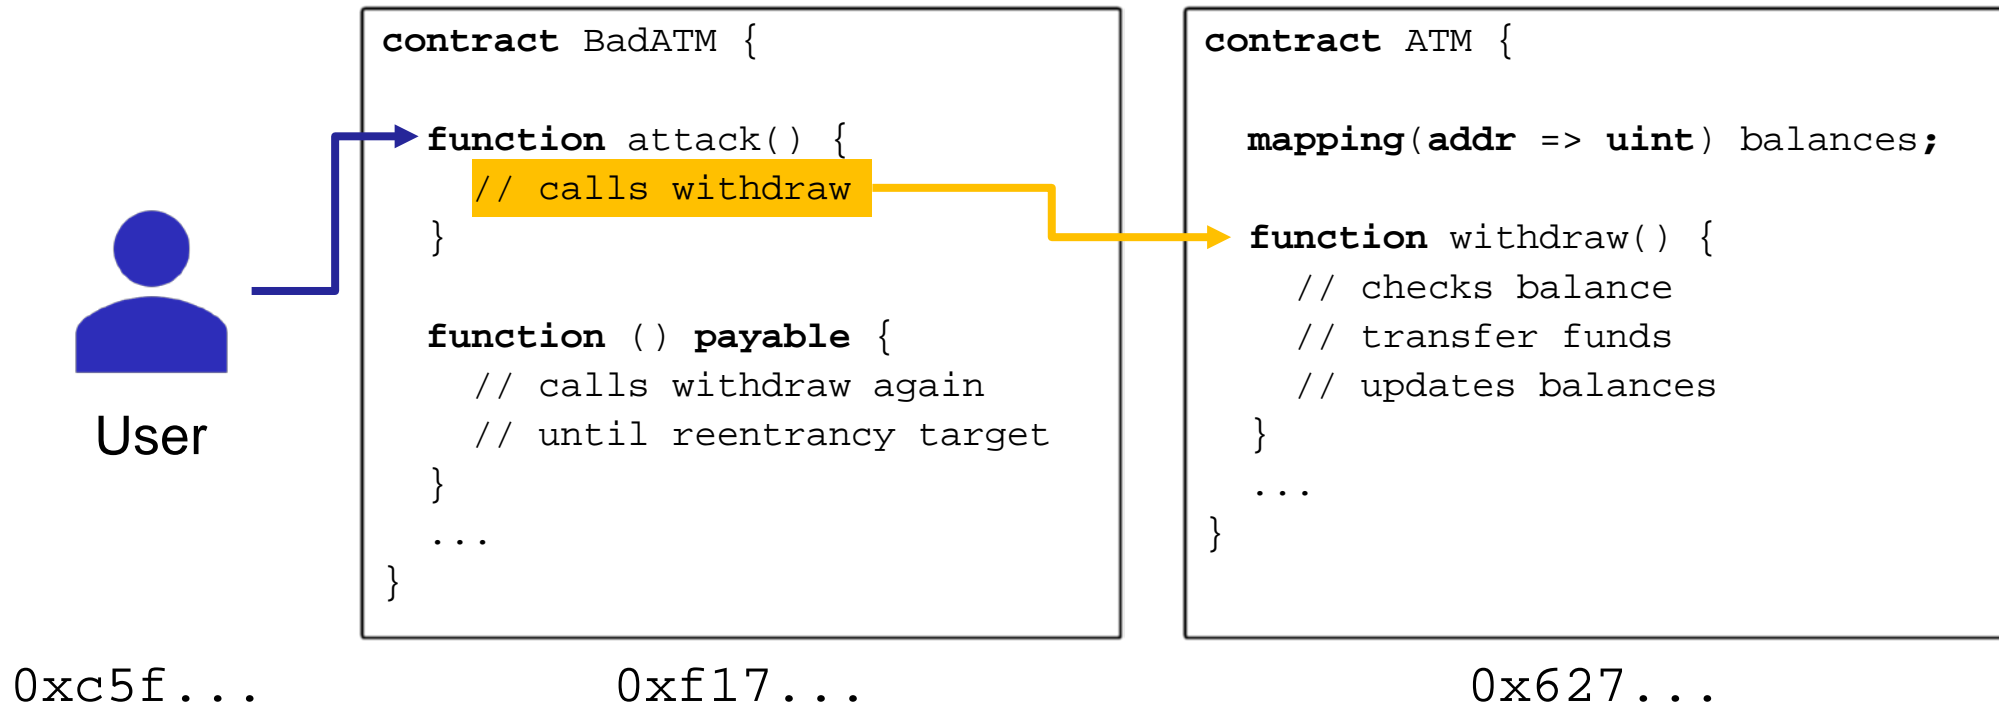 contract BadATM {
function attack() {
// calls withdraw
}
function () payable {
// calls withdraw again
// until reentrancy target
}
...
}
contract ATM {
mapping(addr => uint) balances;
function withdraw() {
// checks balance
// transfer funds
// updates balances
}
...
}
User
0xc5f...
0xf17...
0x627...